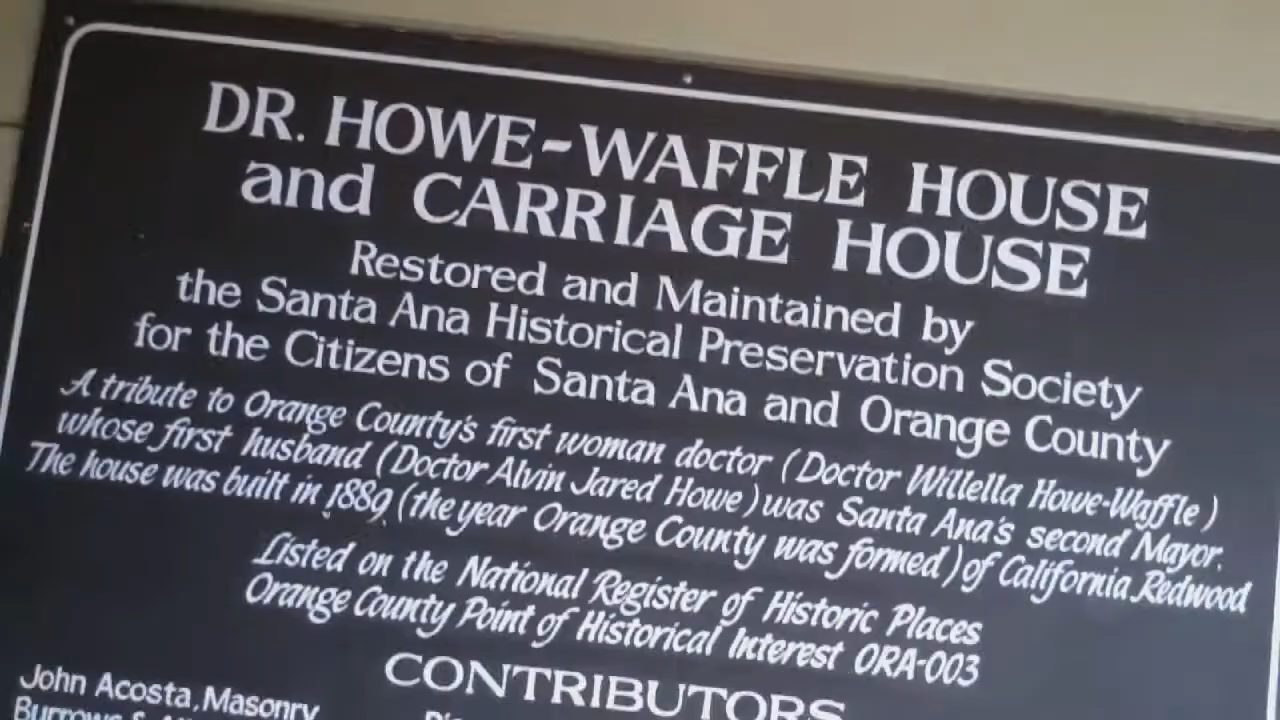 DR. HOWE-WAFFLE HOUSE
and CARRIAGE HOUSE
Restored and Maintained by
the Santa Ana Historical Preservation Society
for the Citizens of Santa Ana and Orange County
A tribute to Orange County's first woman doctor (Doctor Willella Howe-Waffle)
whose first husband (Doctor Alvin Jared Howe) was Santa Ana's second Mayor.
The house was built in 1889 (the year Orange County was formed) of California Redwood
Listed on the National Register of Historic Places
Orange County Point of Historical Interest ORA-003
CONTRIBUTORS
John Acosta, Masonry
Burrows &